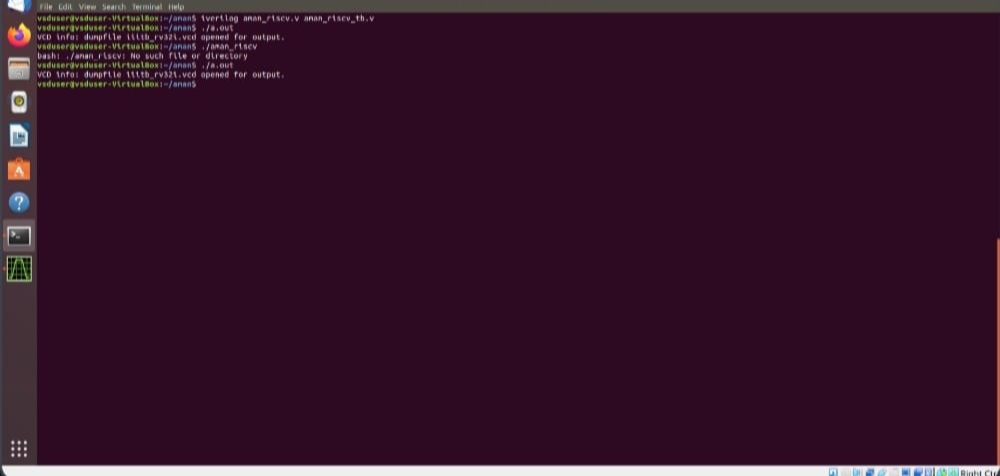 File Edit View Search Terminal Help
vsduser@vsduser-VirtualBox:~/aman$ iverilog aman_riscv.v aman_riscv_tb.v
vsduser@vsduser-VirtualBox:~/aman$ ./a.out
VCD info: dumpfile iiitb_rv32i.vcd opened for output.
vsduser@vsduser-VirtualBox:~/aman$ ./aman_riscv
bash: ./aman_riscv: No such file or directory
vsduser@vsduser-VirtualBox:~/aman$ ./a.out
VCD info: dumpfile iiitb_rv32i.vcd opened for output.
vsduser@vsduser-VirtualBox:~/aman$
Right